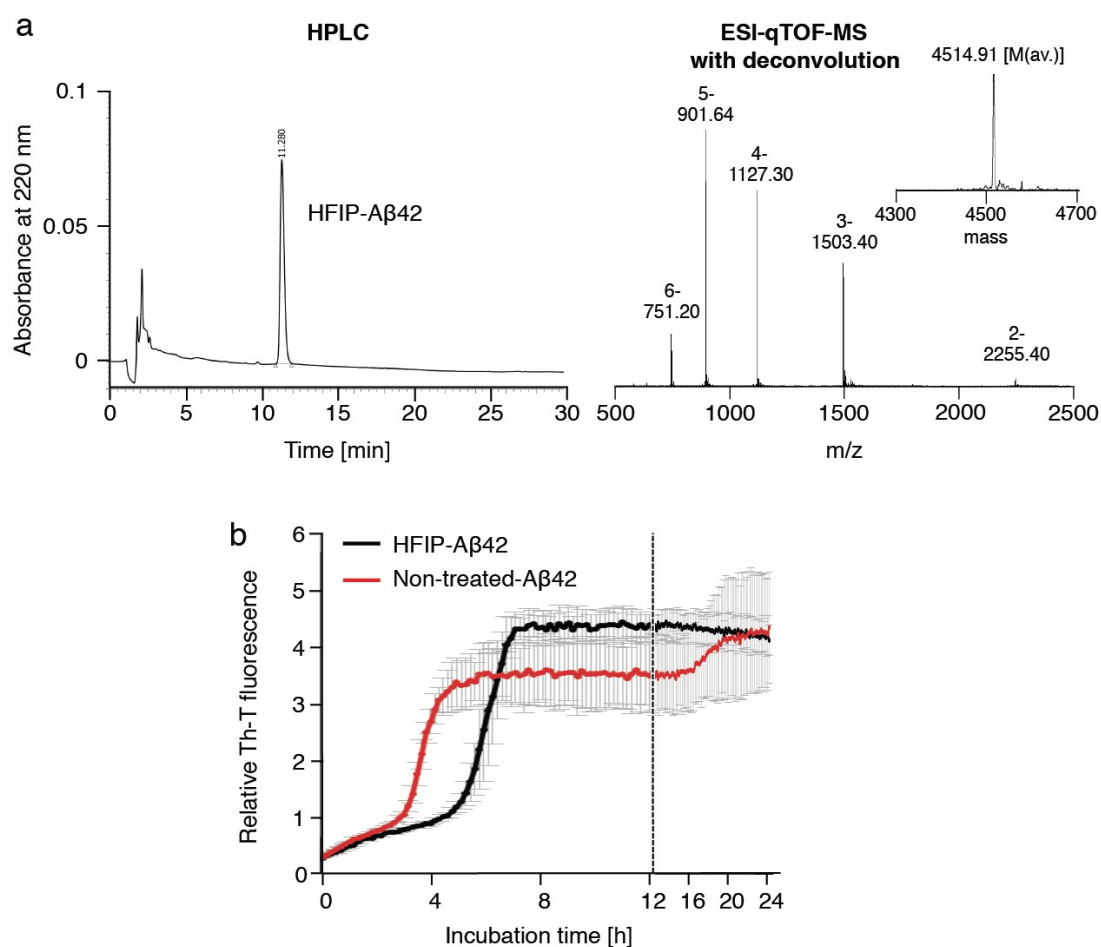 a
HPLC
Absorbance at 220 nm
0.1
0.05
0
11.280
HFIP-Aβ42
0 5 10 15 20 25 30
Time [min]
ESI-qTOF-MS
with deconvolution
4514.91 [M(av.)]
5-
901.64
4-
1127.30
3-
1503.40
6-
751.20
2-
2255.40
4300 4500 4700
mass
500 1000 1500 2000 2500
m/z
b
Relative Th-T fluorescence
6
5
4
3
2
1
0
HFIP-Aβ42
Non-treated-Aβ42
0 4 8 12 16 20 24
Incubation time [h]